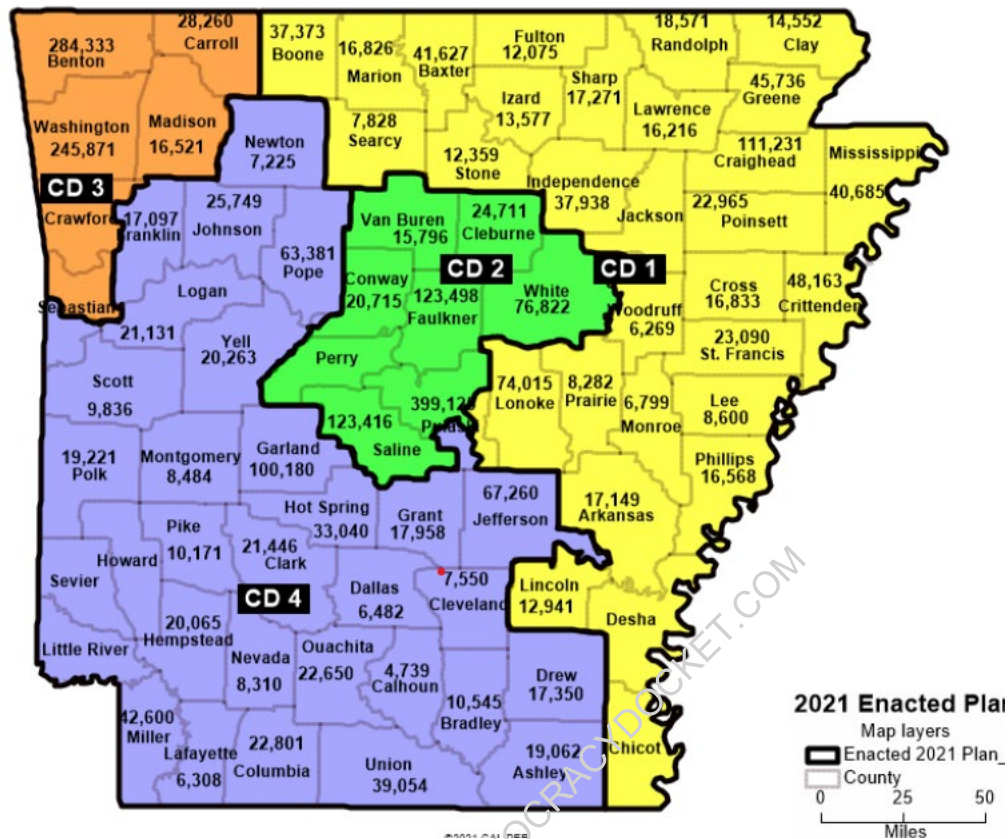 28,260
Carroll
284,333
Benton
Washington
245,871
Madison
16,521
CD 3
Crawford
Sebastian
37,373
Boone
16,826
Marion
41,627
Baxter
Fulton
12,075
18,571
Randolph
14,552
Clay
Sharp
17,271
45,736
Greene
Izard
13,577
Lawrence
16,216
7,828
Searcy
12,359
Stone
111,231
Craighead
Mississippi
40,685
Independence
37,938
Jackson
22,965
Poinsett
Newton
7,225
25,749
Johnson
17,097
ranklin
63,381
Pope
Logan
21,131
Yell
20,263
Scott
9,836
Van Buren
15,796
24,711
Cleburne
CD 2
CD 1
Conway
20,715
123,498
Faulkner
White
76,822
Perry
399,12
123,416
Saline
Cross
16,833
48,163
Crittenden
oodruff
6,269
23,090
St. Francis
74,015
Lonoke
8,282
Prairie
6,799
Monroe
Lee
8,600
Phillips
16,568
17,149
Arkansas
19,221
Polk
Montgomery
8,484
Garland
100,180
Hot Spring
33,040
Grant
17,958
67,260
Jefferson
Pike
10,171
21,446
Clark
Howard
Sevier
CD 4
Dallas
6,482
7,550
Cleveland
Lincoln
12,941
Desha
20,065
Hempstead
Little River
Nevada
8,310
Ouachita
22,650
4,739
Calhoun
10,545
Bradley
Drew
17,350
42,600
Miller
Lafayette
6,308
22,801
Columbia
Union
39,054
19,062
Ashley
Chicot
OCRACYDOCKET.COM
2021 Enacted Plan
Map layers
Enacted 2021 Plan_
County
0 25 50
Miles